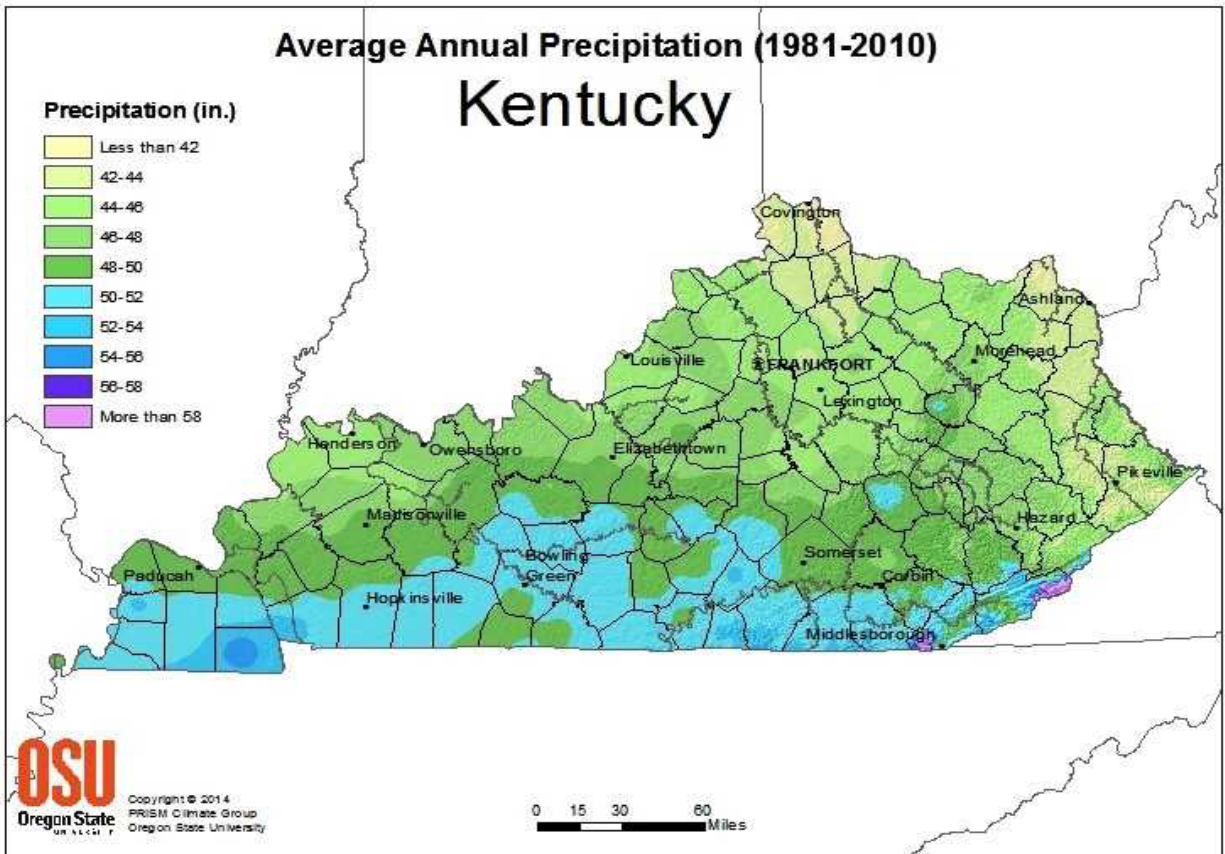 Average Annual Precipitation (1981-2010)
Kentucky
Precipitation (in.)
Less than 42
42-44
44-46
46-48
48-50
50-52
52-54
54-56
56-58
More than 58
Covington
Ashland
Louisville
FRANKFORT
Morehead
Lexington
Henderson
Owensboro
Elizabethtown
Pikeville
Madisonville
Hazard
Bowling
Green
Somerset
Paducah
Corbin
Hopkinsville
Middlesborough
OSU
Oregon State
UNIVERSITY
Copyright © 2014
PRISM Climate Group
Oregon State University
0 15 30 60
Miles